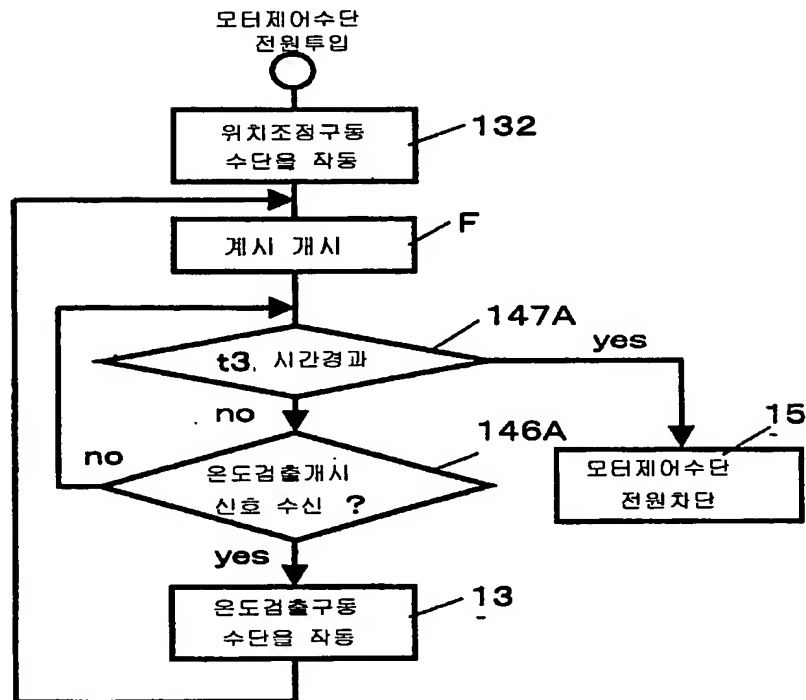 모터제어수단
전원투입
위치조정구동
수단을 작동
132
계시 개시
F
147A
t3, 시간경과
yes
no
146A
no
온도검출개시
신호 수신 ?
15
모터제어수단
전원차단
yes
온도검출구동
수단을 작동
13